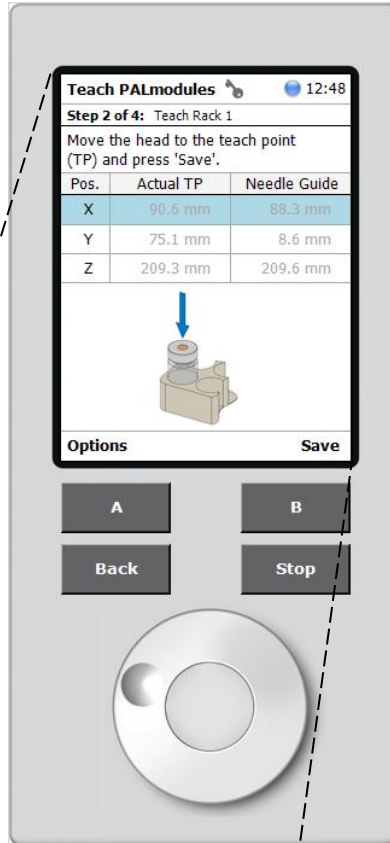 Teach PALmodules 12:48
Step 2 of 4: Teach Rack 1
Move the head to the teach point
(TP) and press 'Save'.
Pos. Actual TP Needle Guide
X 90.6 mm 88.3 mm
Y 75.1 mm 8.6 mm
Z 209.3 mm 209.6 mm
Options Save
A B
Back Stop